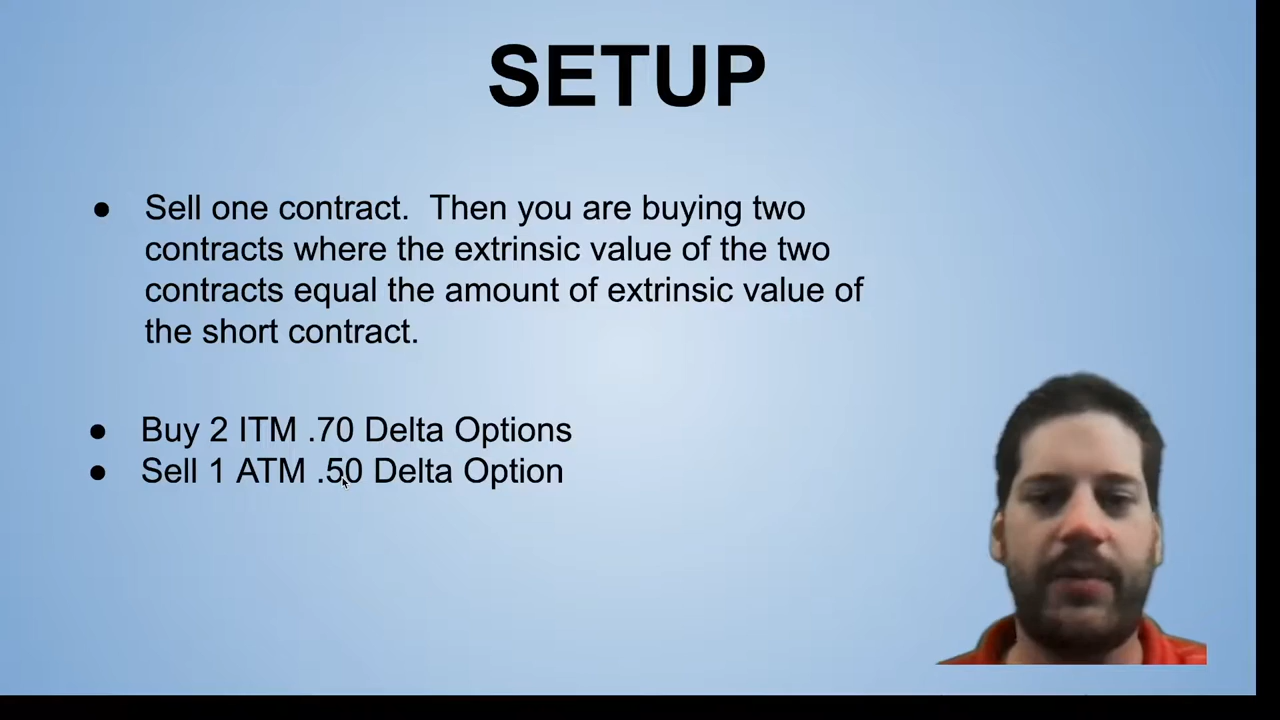 SETUP
● Sell one contract.  Then you are buying two
contracts where the extrinsic value of the two
contracts equal the amount of extrinsic value of
the short contract.
● Buy 2 ITM .70 Delta Options
● Sell 1 ATM .50 Delta Option